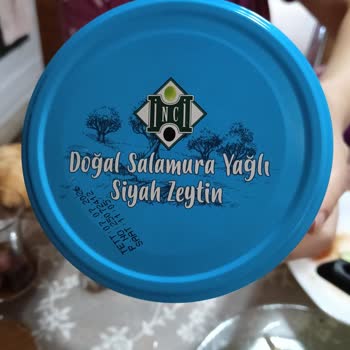 İNCİ
Doğal Salamura Yağlı
Siyah Zeytin